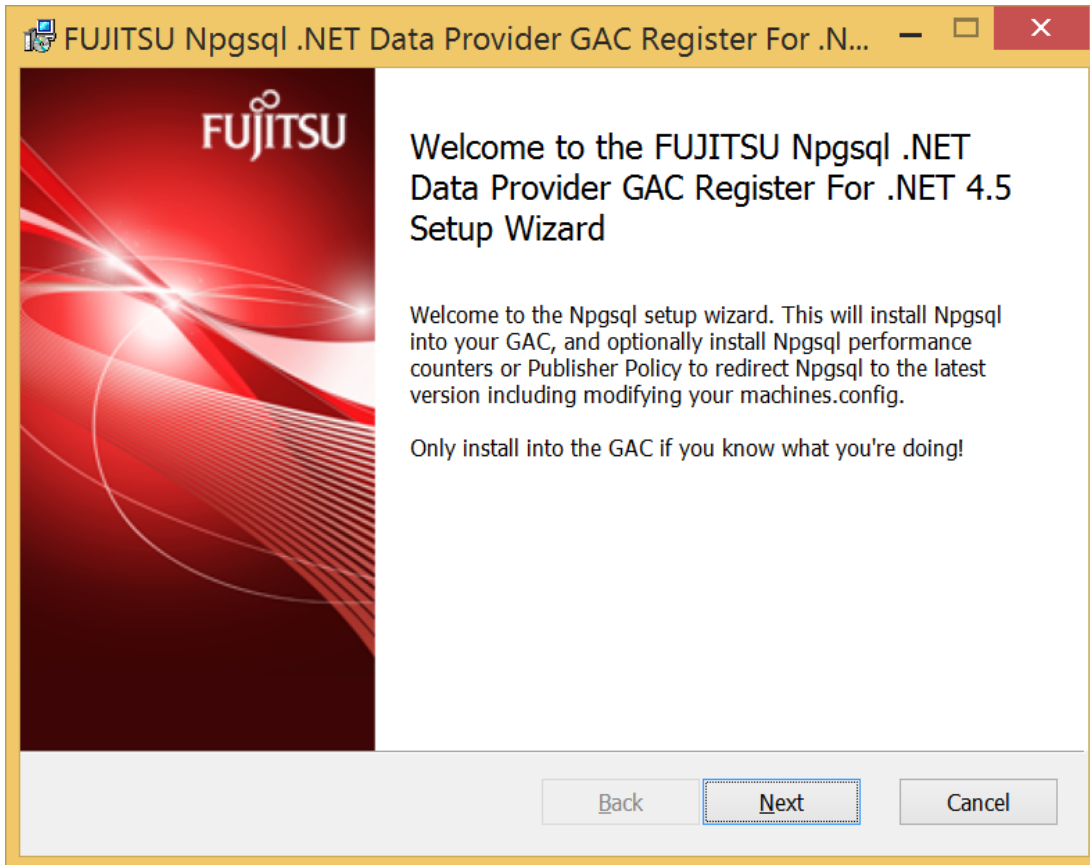 FUJITSU Npgsql .NET Data Provider GAC Register For .N...
FUJITSU
Welcome to the FUJITSU Npgsql .NET
Data Provider GAC Register For .NET 4.5
Setup Wizard
Welcome to the Npgsql setup wizard. This will install Npgsql
into your GAC, and optionally install Npgsql performance
counters or Publisher Policy to redirect Npgsql to the latest
version including modifying your machines.config.
Only install into the GAC if you know what you're doing!
Back
Next
Cancel